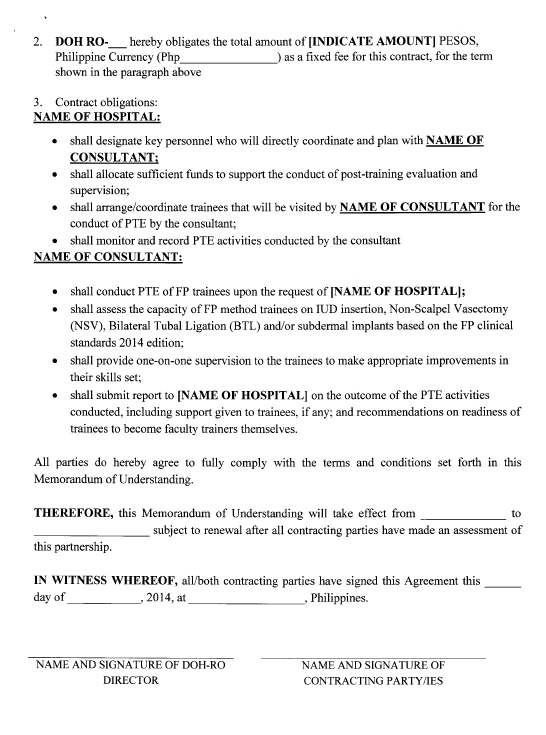 2. DOH RO-___ hereby obligates the total amount of [INDICATE AMOUNT] PESOS,
Philippine Currency (Php_________________) as a fixed fee for this contract, for the term
shown in the paragraph above
3. Contract obligations:
NAME OF HOSPITAL:
• shall designate key personnel who will directly coordinate and plan with NAME OF
CONSULTANT;
• shall allocate sufficient funds to support the conduct of post-training evaluation and
supervision;
• shall arrange/coordinate trainees that will be visited by NAME OF CONSULTANT for the
conduct of PTE by the consultant;
• shall monitor and record PTE activities conducted by the consultant
NAME OF CONSULTANT:
• shall conduct PTE of FP trainees upon the request of [NAME OF HOSPITAL];
• shall assess the capacity of FP method trainees on IUD insertion, Non-Scalpel Vasectomy
(NSV), Bilateral Tubal Ligation (BTL) and/or subdermal implants based on the FP clinical
standards 2014 edition;
• shall provide one-on-one supervision to the trainees to make appropriate improvements in
their skills set;
• shall submit report to [NAME OF HOSPITAL] on the outcome of the PTE activities
conducted, including support given to trainees, if any; and recommendations on readiness of
trainees to become faculty trainers themselves.
All parties do hereby agree to fully comply with the terms and conditions set forth in this
Memorandum of Understanding.
THEREFORE, this Memorandum of Understanding will take effect from ______________ to
___________________ subject to renewal after all contracting parties have made an assessment of
this partnership.
IN WITNESS WHEREOF, all/both contracting parties have signed this Agreement this ______
day of ____________, 2014, at ___________________, Philippines.
NAME AND SIGNATURE OF DOH-RO NAME AND SIGNATURE OF
DIRECTOR CONTRACTING PARTY/IES